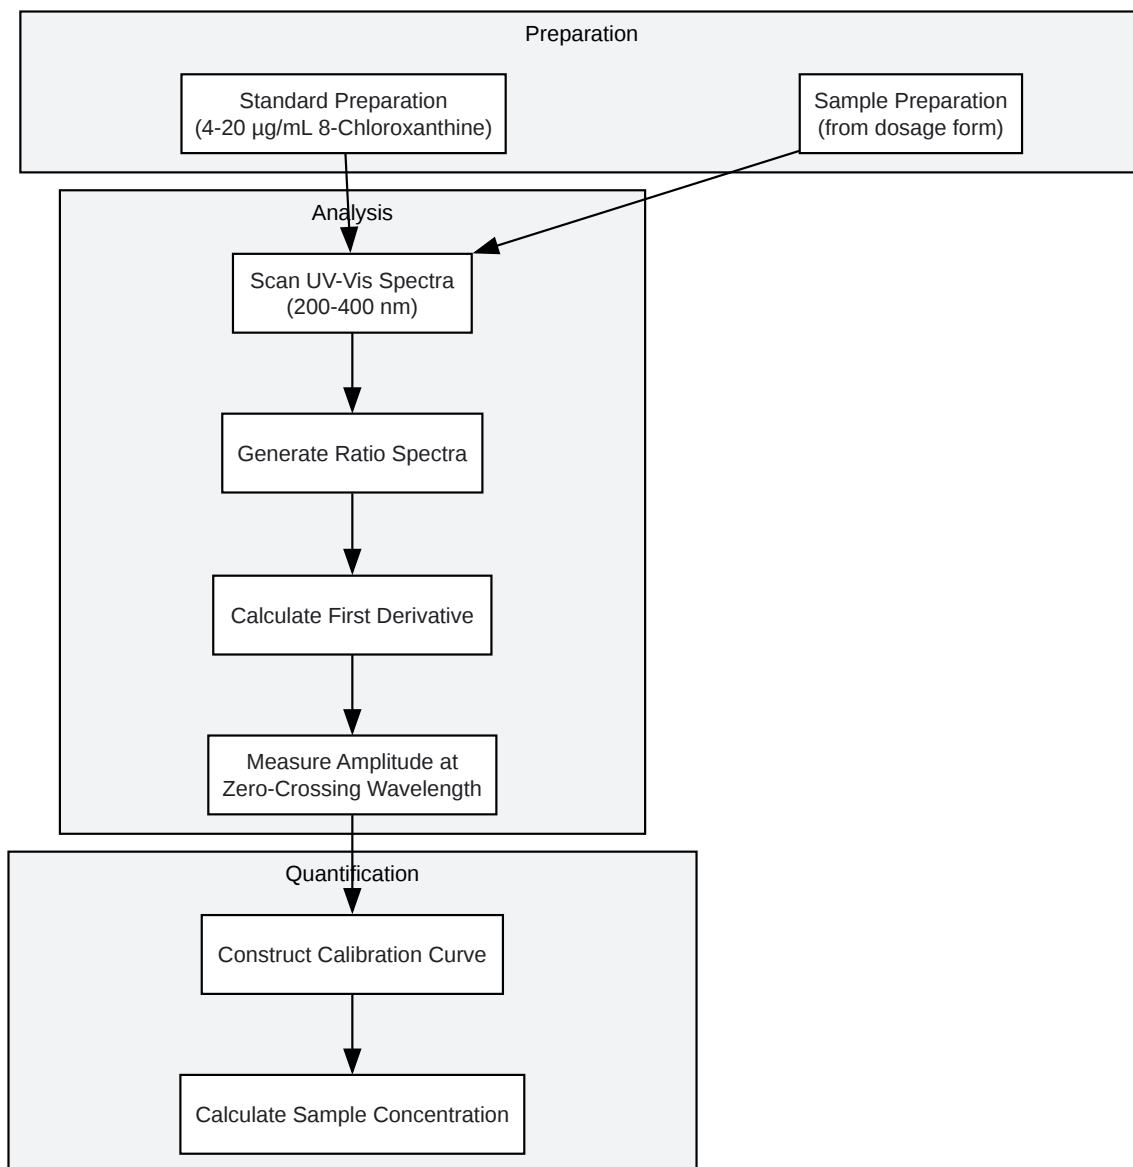 Preparation
Standard Preparation
(4-20 µg/mL 8-Chloroxanthine)
Sample Preparation
(from dosage form)
Analysis
Scan UV-Vis Spectra
(200-400 nm)
Generate Ratio Spectra
Calculate First Derivative
Measure Amplitude at
Zero-Crossing Wavelength
Quantification
Construct Calibration Curve
Calculate Sample Concentration